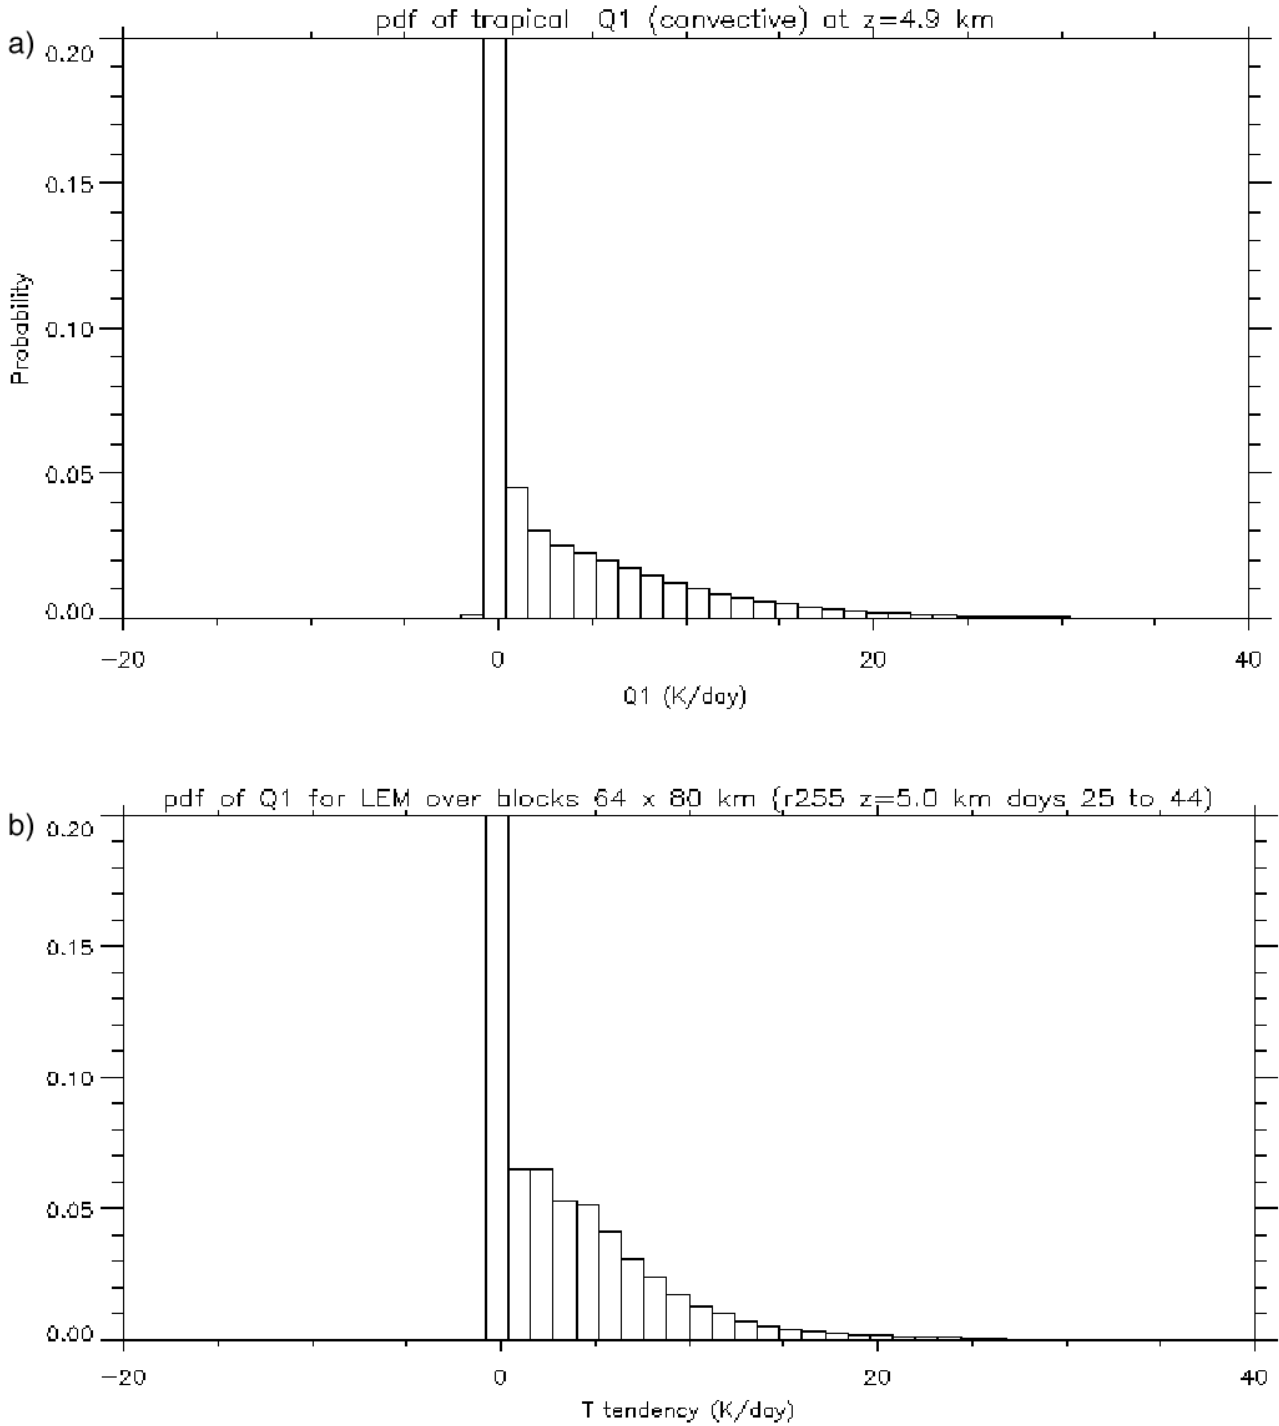 pdf of trapical Q1 (convective) at z=4.9 km
a)
0.20
0.15
0.10
0.05
0.00
Probability
-20 0 20 40
Q1 (K/day)
pdf of Q1 for LEM over blocks 64 x 80 km (r255 z=5.0 km days 25 to 44)
b)
0.20
0.15
0.10
0.05
0.00
-20 0 20 40
T tendency (K/day)